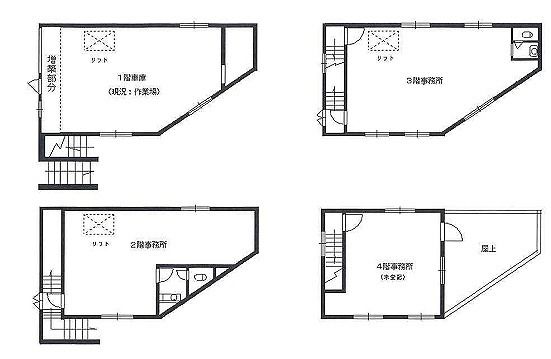 リフト
増築部分
1階車庫
(現況:作業場)
リフト
3階事務所
リフト
2階事務所
4階事務所
(未登記)
屋上